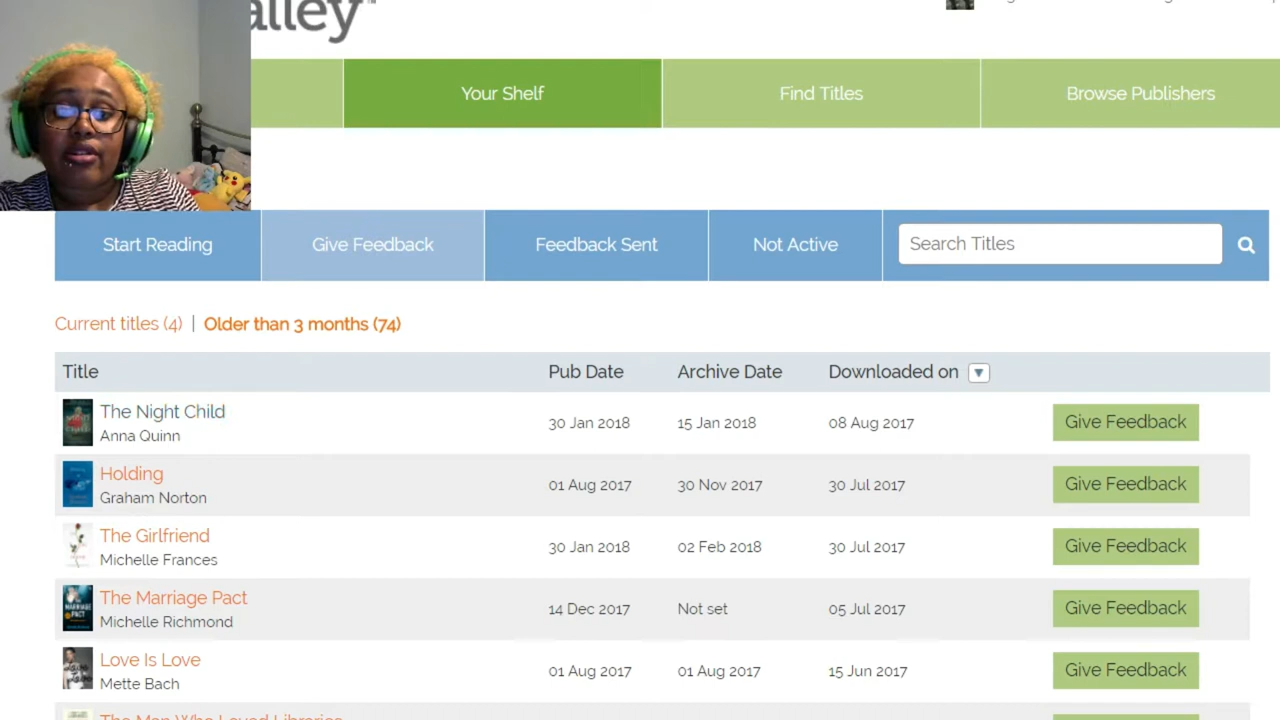 alley
Your Shelf
Find Titles
Browse Publishers
Start Reading
Give Feedback
Feedback Sent
Not Active
Search Titles
Current titles (4) | Older than 3 months (74)
Title Pub Date Archive Date Downloaded on
The Night Child
Anna Quinn
30 Jan 2018 15 Jan 2018 08 Aug 2017 Give Feedback
Holding
Graham Norton
01 Aug 2017 30 Nov 2017 30 Jul 2017 Give Feedback
The Girlfriend
Michelle Frances
30 Jan 2018 02 Feb 2018 30 Jul 2017 Give Feedback
The Marriage Pact
Michelle Richmond
14 Dec 2017 Not set 05 Jul 2017 Give Feedback
Love Is Love
Mette Bach
01 Aug 2017 01 Aug 2017 15 Jun 2017 Give Feedback
The Man Who Loved Libraries